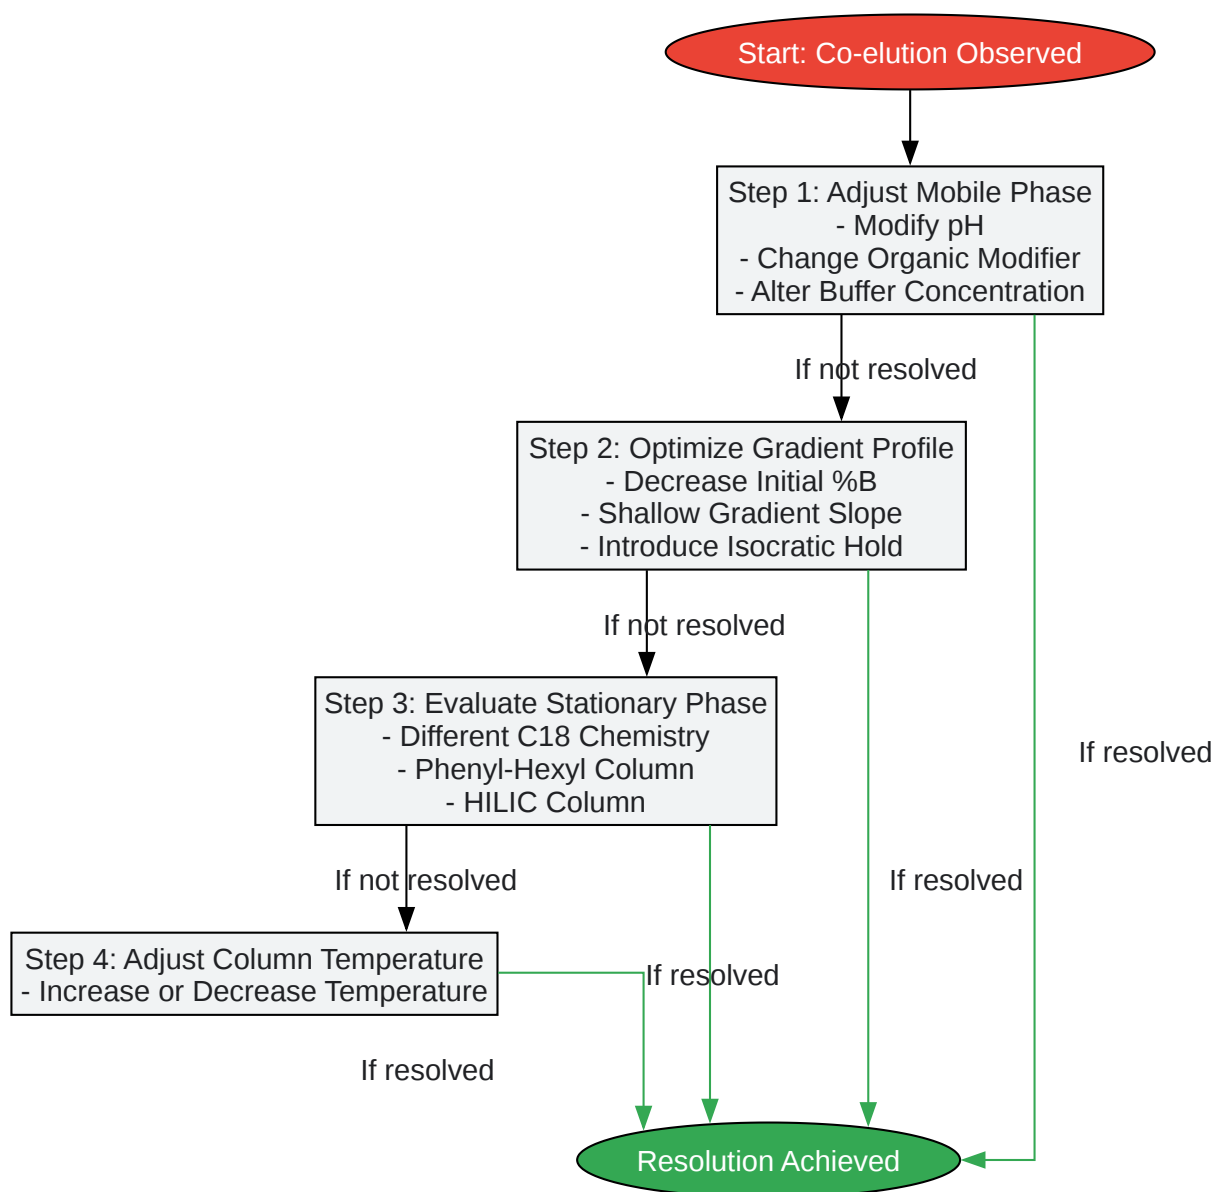 Start: Co-elution Observed
Step 1: Adjust Mobile Phase
- Modify pH
- Change Organic Modifier
- Alter Buffer Concentration
If not resolved
Step 2: Optimize Gradient Profile
- Decrease Initial %B
- Shallow Gradient Slope
- Introduce Isocratic Hold
If not resolved
Step 3: Evaluate Stationary Phase
- Different C18 Chemistry
- Phenyl-Hexyl Column
- HILIC Column
If resolved
If not resolved
If resolved
Step 4: Adjust Column Temperature
- Increase or Decrease Temperature
If resolved
If resolved
Resolution Achieved